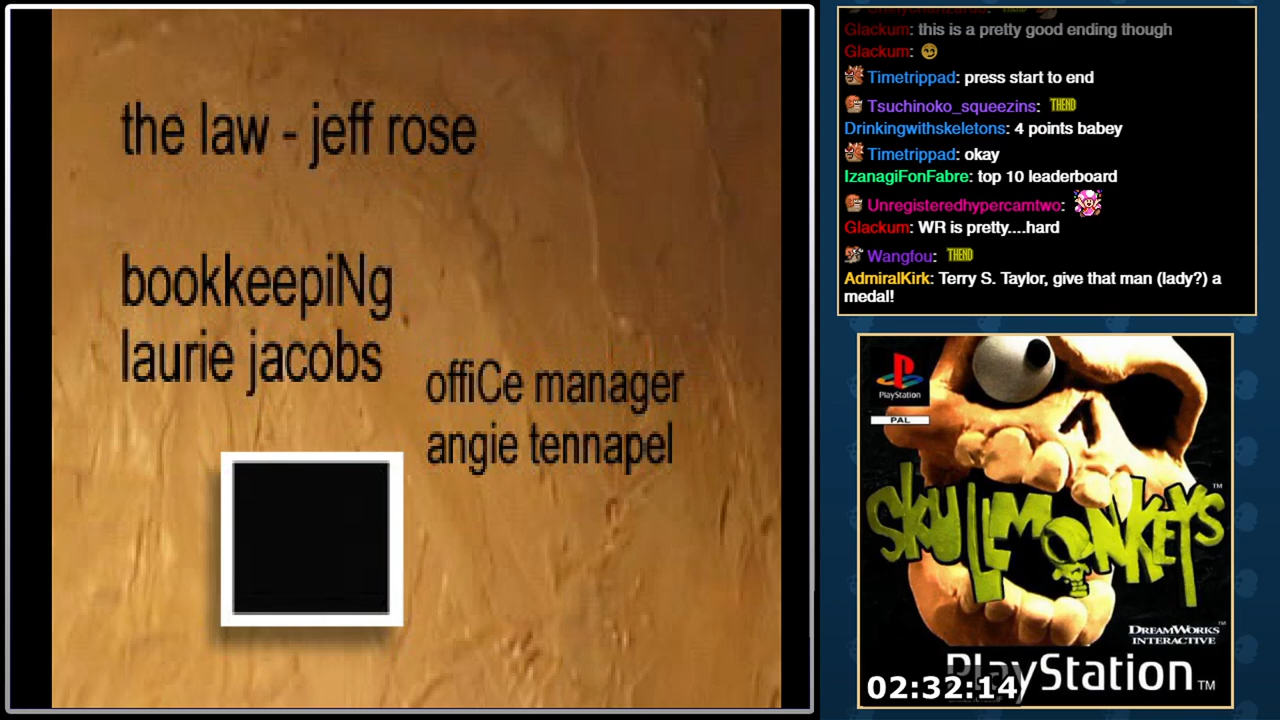 the law - jeff rose
bookkeepiNg
laurie jacobs
offiCe manager
angie tennapel
Glackum: this is a pretty good ending though
Glackum:
Timetrippad: press start to end
Tsuchinoko_squeezins: THEND
Drinkingwithskeletons: 4 points babey
Timetrippad: okay
IzanagiFonFabre: top 10 leaderboard
Unregisteredhypercamtwo:
Glackum: WR is pretty....hard
Wangfou: THEND
AdmiralKirk: Terry S. Taylor, give that man (lady?) a
medal!
PlayStation
PAL
SKULLMONKEYS™
DREAMWORKS™
INTERACTIVE
PlayStation™
02:32:14